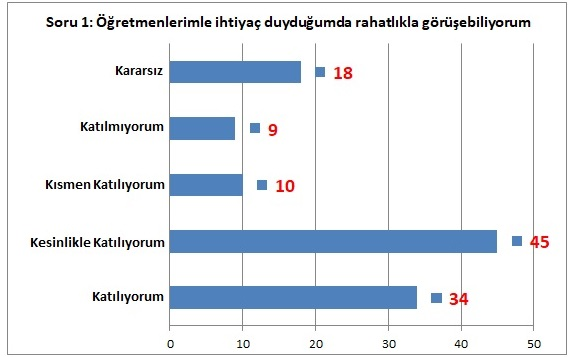 Soru 1: Öğretmenlerimle ihtiyaç duyduğumda rahatlıkla görüşebiliyorum
Kararsız 18
Katılmıyorum 9
Kısmen Katılıyorum 10
Kesinlikle Katılıyorum 45
Katılıyorum 34
0 10 20 30 40 50